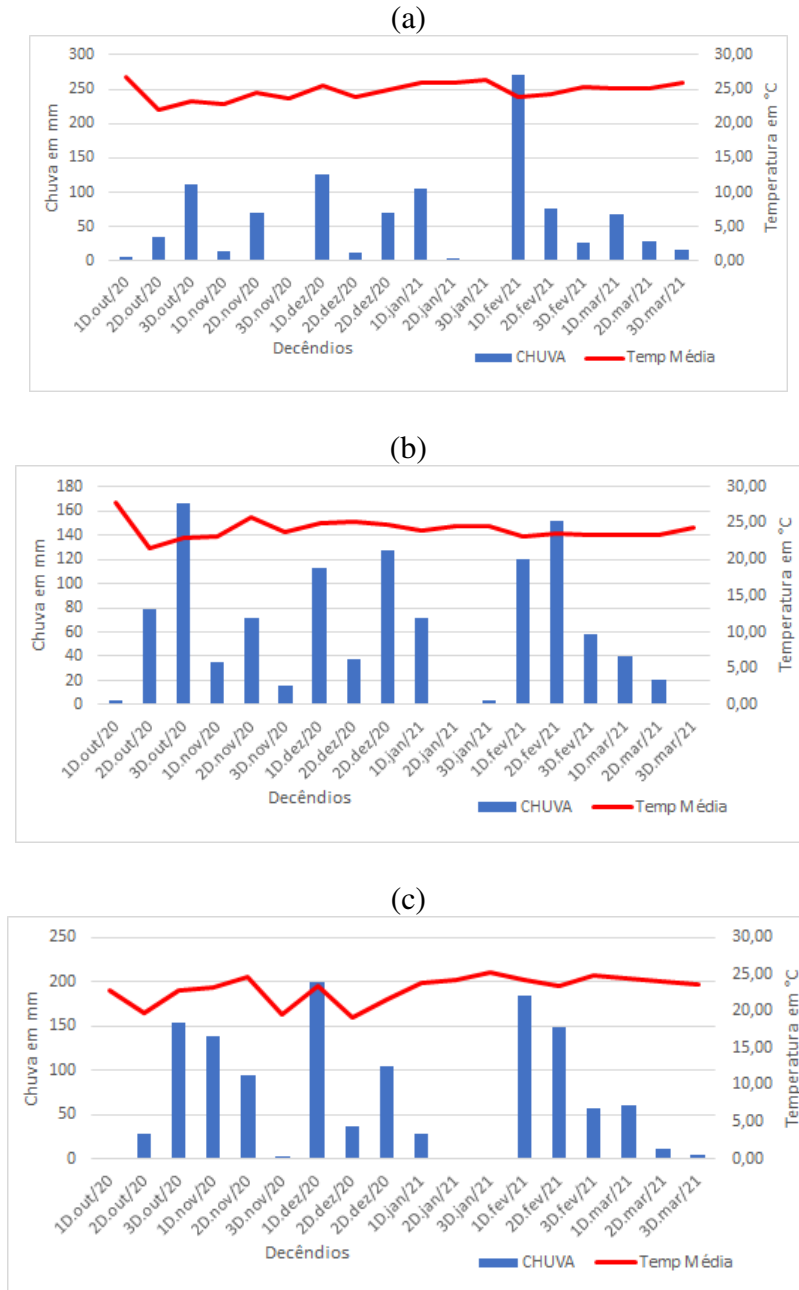 (a)
300 30,00
250 25,00
200 20,00
150 15,00
100 10,00
50 5,00
0 0,00
Chuva em mm
Temperatura em °C
1D.out/20 2D.out/20 3D.out/20 1D.nov/20 2D.nov/20 3D.nov/20 1D.dez/20 2D.dez/20 2D.dez/20 1D.jan/21 2D.jan/21 3D.jan/21 1D.fev/21 2D.fev/21 3D.fev/21 1D.mar/21 2D.mar/21 3D.mar/21
Decêndios
CHUVA Temp Média
(b)
180 30,00
160 25,00
140 20,00
120 15,00
100 10,00
80 5,00
60 0,00
40
20
0
Chuva em mm
Temperatura em °C
1D.out/20 2D.out/20 3D.out/20 1D.nov/20 2D.nov/20 3D.nov/20 1D.dez/20 2D.dez/20 2D.dez/20 1D.jan/21 2D.jan/21 3D.jan/21 1D.fev/21 2D.fev/21 3D.fev/21 1D.mar/21 2D.mar/21 3D.mar/21
Decêndios
CHUVA Temp Média
(c)
250 30,00
200 25,00
150 20,00
100 15,00
50 10,00
0 5,00
0,00
Chuva em mm
Temperatura em °C
1D.out/20 2D.out/20 3D.out/20 1D.nov/20 2D.nov/20 3D.nov/20 1D.dez/20 2D.dez/20 2D.dez/20 1D.jan/21 2D.jan/21 3D.jan/21 1D.fev/21 2D.fev/21 3D.fev/21 1D.mar/21 2D.mar/21 3D.mar/21
Decêndios
CHUVA Temp Média